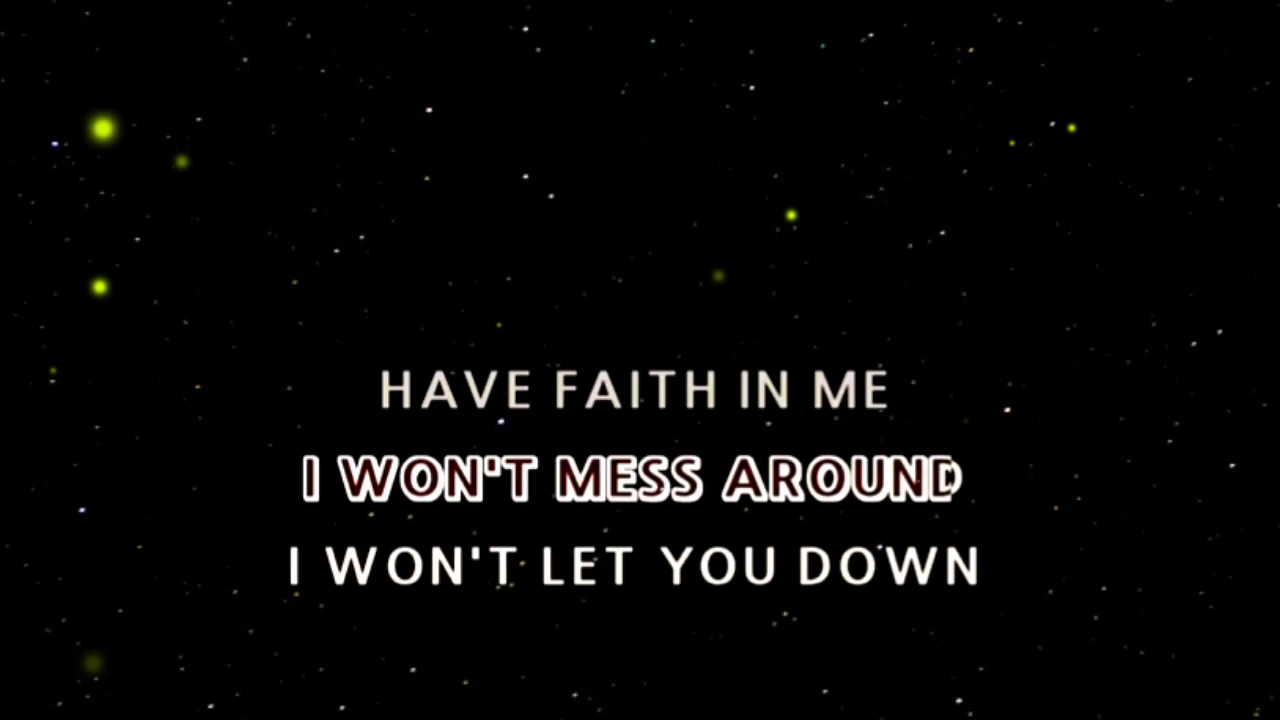 HAVE FAITH IN ME
I WON'T MESS AROUND
I WON'T LET YOU DOWN